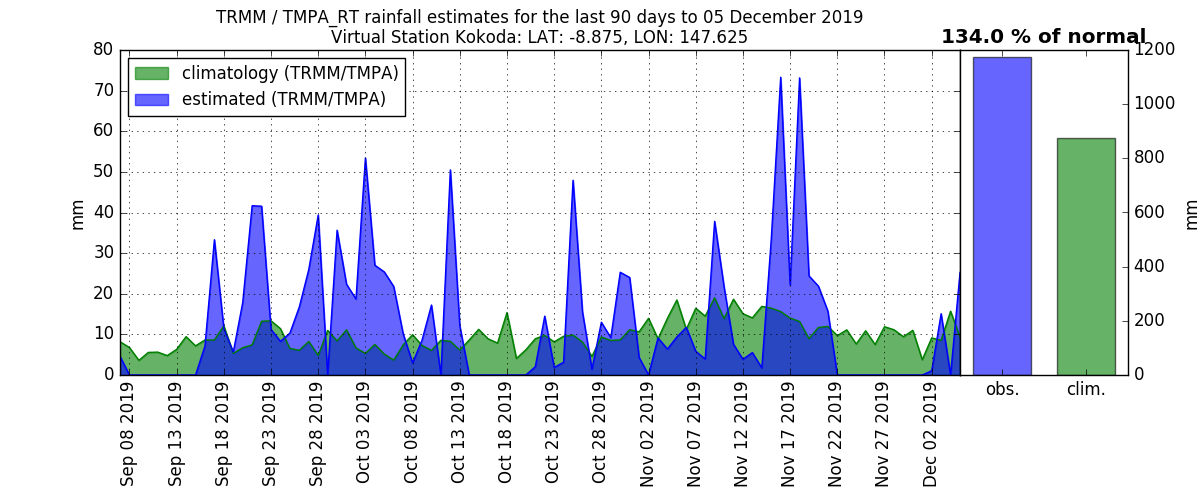 TRMM / TMPA_RT rainfall estimates for the last 90 days to 05 December 2019
Virtual Station Kokoda: LAT: -8.875, LON: 147.625
134.0 % of normal
climatology (TRMM/TMPA)
estimated (TRMM/TMPA)
mm
80
70
60
50
40
30
20
10
0
Sep 08 2019
Sep 13 2019
Sep 18 2019
Sep 23 2019
Sep 28 2019
Oct 03 2019
Oct 08 2019
Oct 13 2019
Oct 18 2019
Oct 23 2019
Oct 28 2019
Nov 02 2019
Nov 07 2019
Nov 12 2019
Nov 17 2019
Nov 22 2019
Nov 27 2019
Dec 02 2019
obs.
clim.
1200
1000
800
600
400
200
0
mm